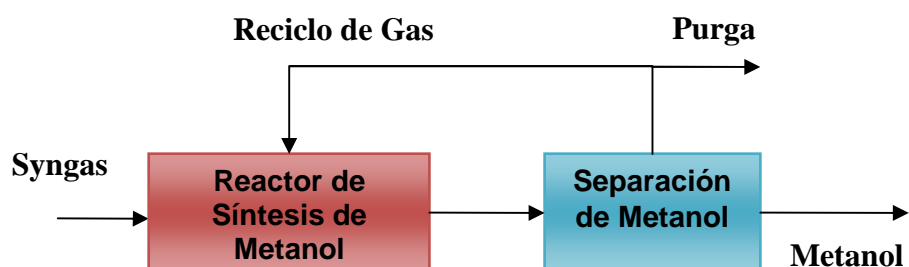 Reciclo de Gas
Purga
Syngas
Reactor de
Síntesis de
Metanol
Separación
de Metanol
Metanol